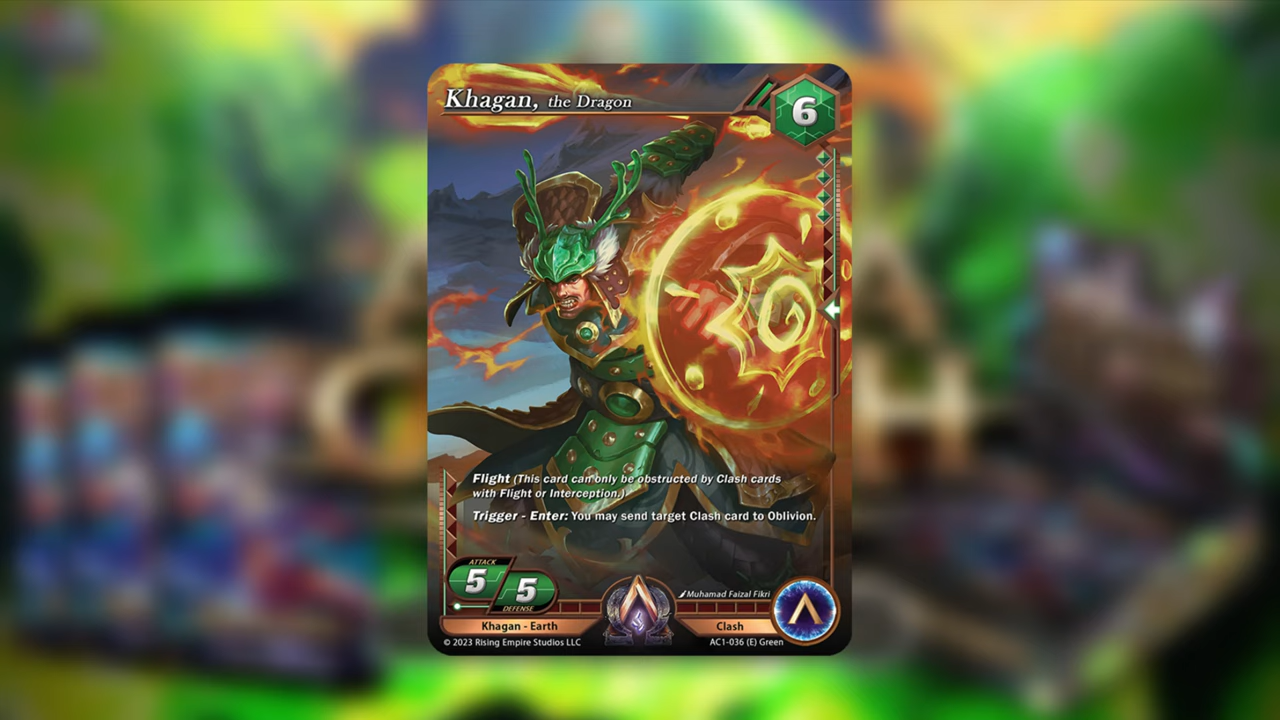 Khagan, the Dragon
6
Flight (This card can only be obstructed by Clash cards
with Flight or Interception.)
Trigger - Enter: You may send target Clash card to Oblivion.
ATTACK
5
5
DEFENSE
Muhamad Faizal Fikri
Khagan - Earth
Clash
© 2023 Rising Empire Studios LLC
AC1-036 (E) Green